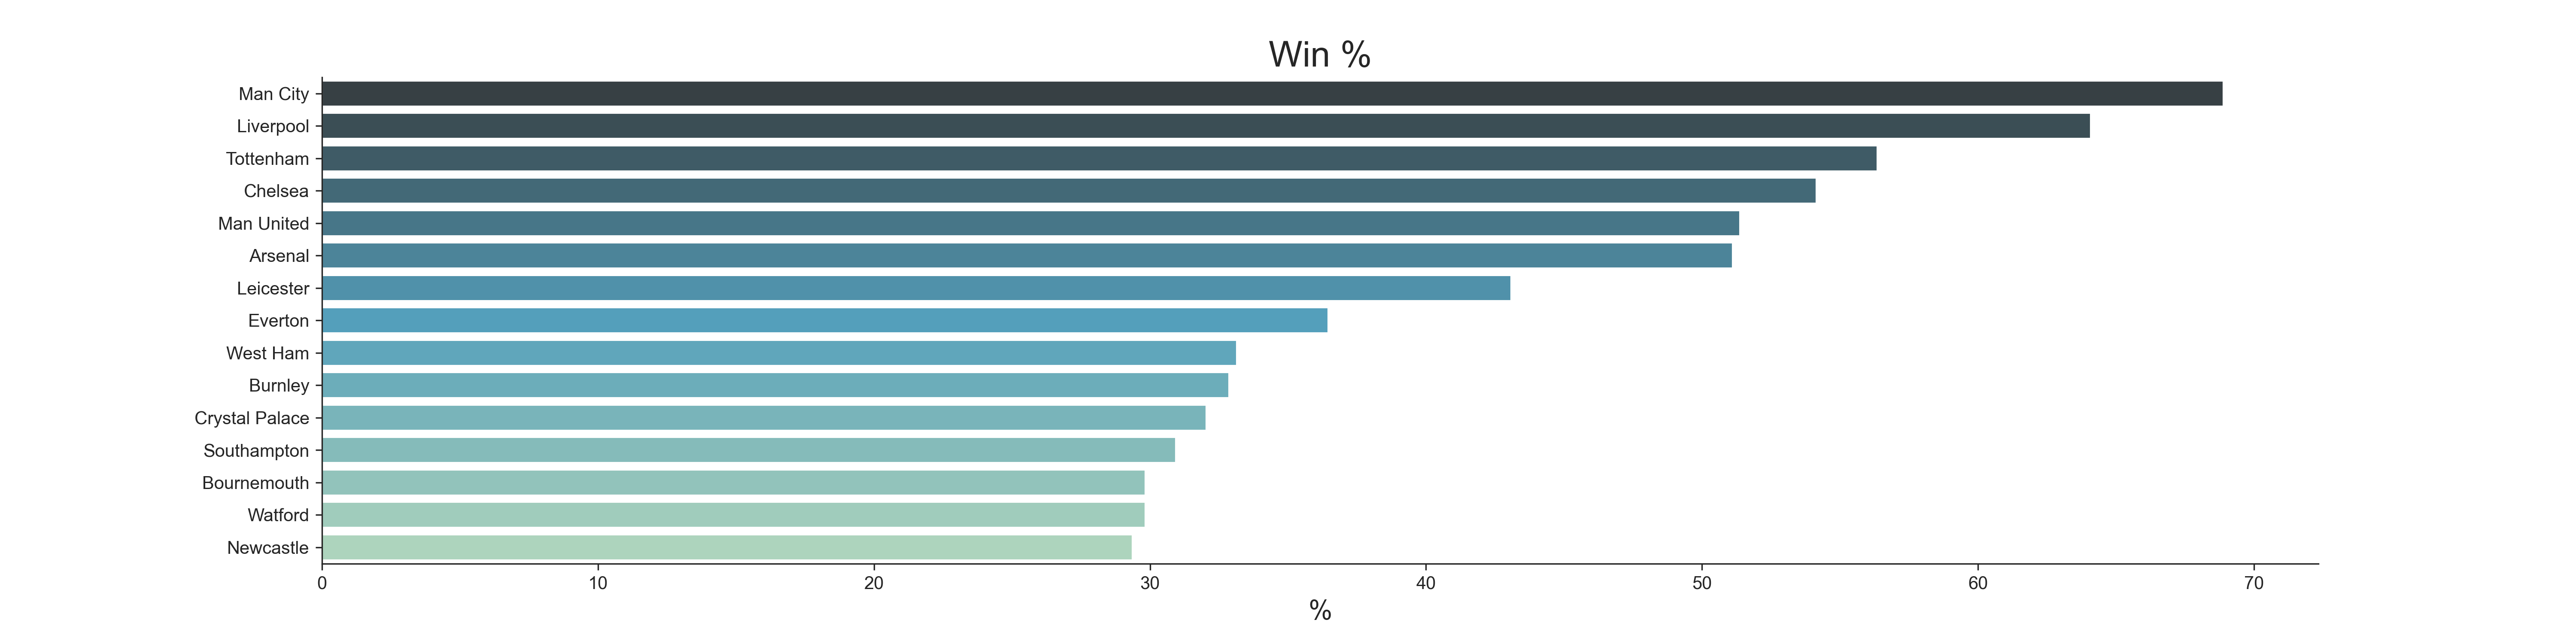 Win %
Man City
Liverpool
Tottenham
Chelsea
Man United
Arsenal
Leicester
Everton
West Ham
Burnley
Crystal Palace
Southampton
Bournemouth
Watford
Newcastle
0 10 20 30 40 50 60 70
%